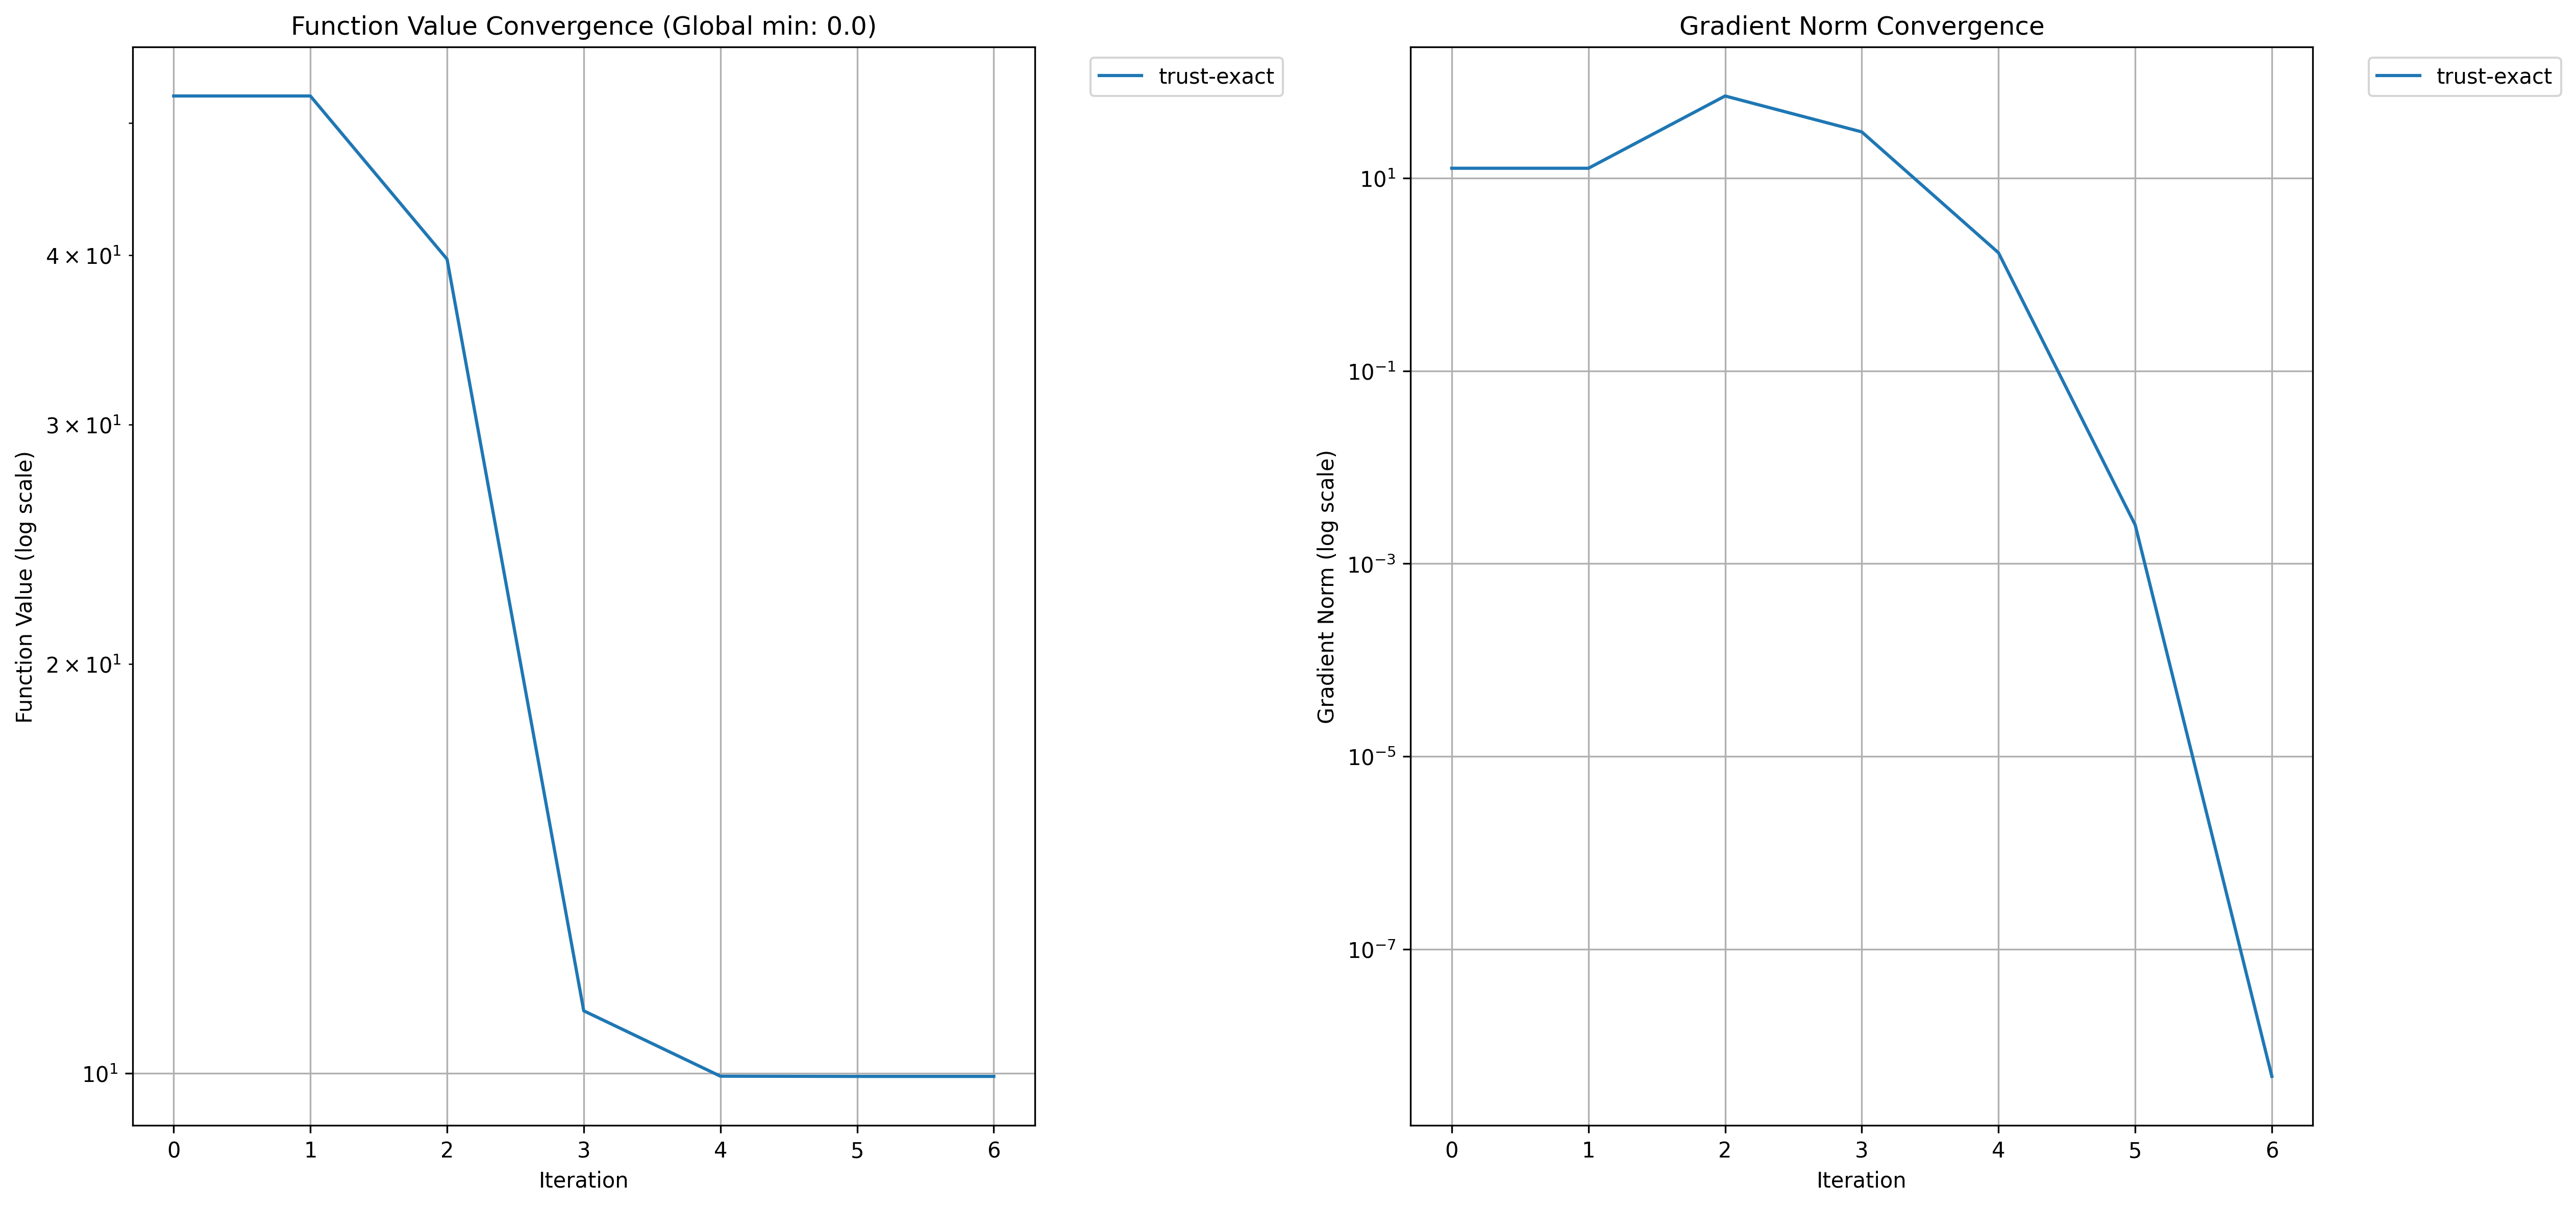 Function Value Convergence (Global min: 0.0)
trust-exact
Function Value (log scale)
4 × 10¹
3 × 10¹
2 × 10¹
10¹
0 1 2 3 4 5 6
Iteration
Gradient Norm Convergence
trust-exact
Gradient Norm (log scale)
10¹
10⁻¹
10⁻³
10⁻⁵
10⁻⁷
0 1 2 3 4 5 6
Iteration